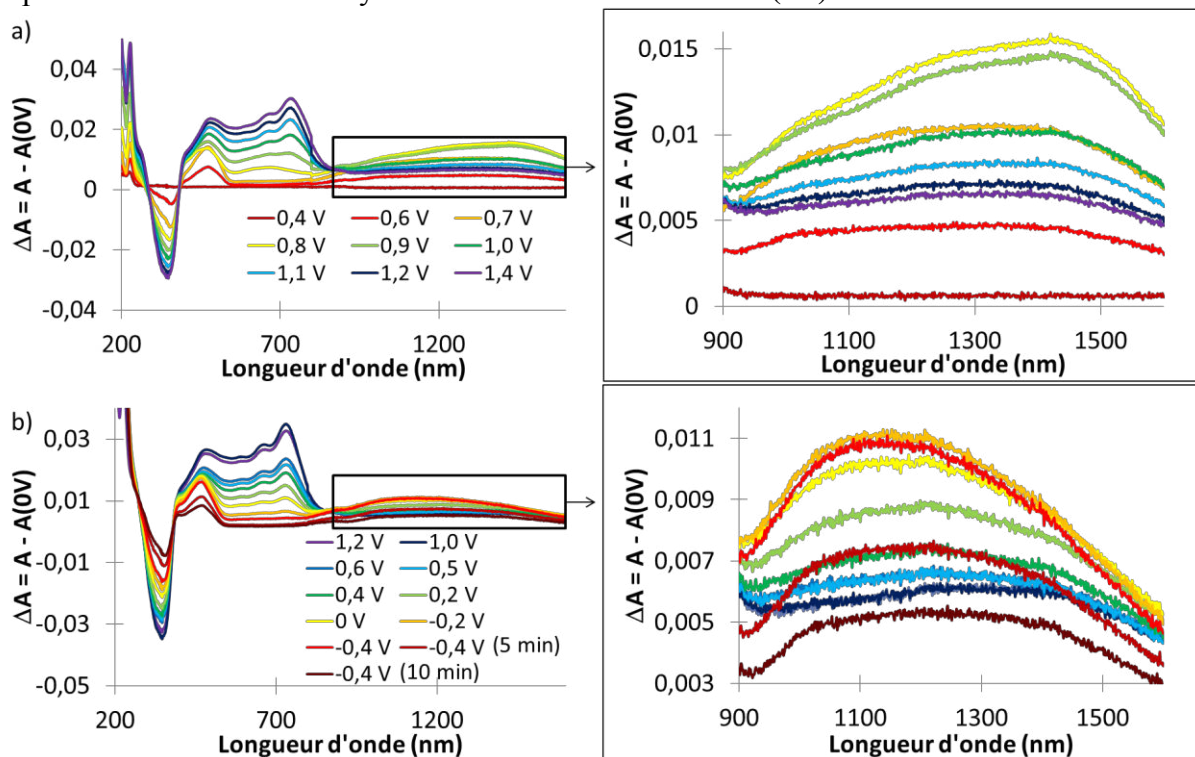 a)
ΔA = A - A(0V)
0,04
0,02
0
-0,02
-0,04
0,4 V 0,6 V 0,7 V
0,8 V 0,9 V 1,0 V
1,1 V 1,2 V 1,4 V
200 700 1200
Longueur d'onde (nm)
ΔA = A - A(0V)
0,015
0,01
0,005
0
900 1100 1300 1500
Longueur d'onde (nm)
b)
ΔA = A - A(0V)
0,03
0,01
-0,01
-0,03
-0,05
1,2 V 1,0 V
0,6 V 0,5 V
0,4 V 0,2 V
0 V -0,2 V
-0,4 V -0,4 V (5 min)
-0,4 V (10 min)
200 700 1200
Longueur d'onde (nm)
ΔA = A - A(0V)
0,011
0,009
0,007
0,005
0,003
900 1100 1300 1500
Longueur d'onde (nm)